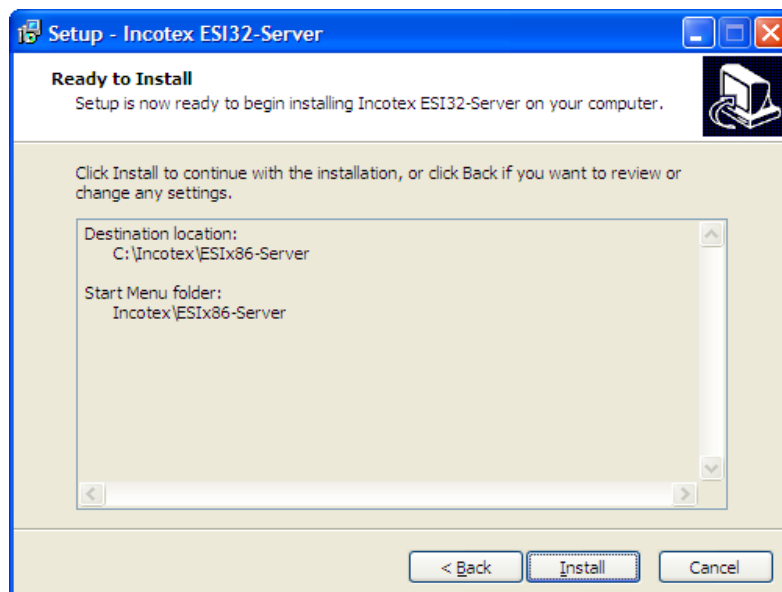 Setup - Incotex ESI32-Server
Ready to Install
Setup is now ready to begin installing Incotex ESI32-Server on your computer.
Click Install to continue with the installation, or click Back if you want to review or
change any settings.
Destination location:
C:\Incotex\ESIx86-Server
Start Menu folder:
Incotex\ESIx86-Server
< Back
Install
Cancel